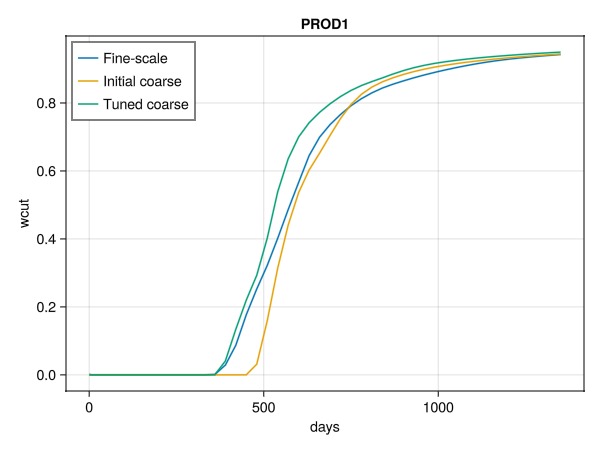 PROD1
Fine-scale
Initial coarse
Tuned coarse
wcut
0.8
0.6
0.4
0.2
0.0
0 500 1000
days